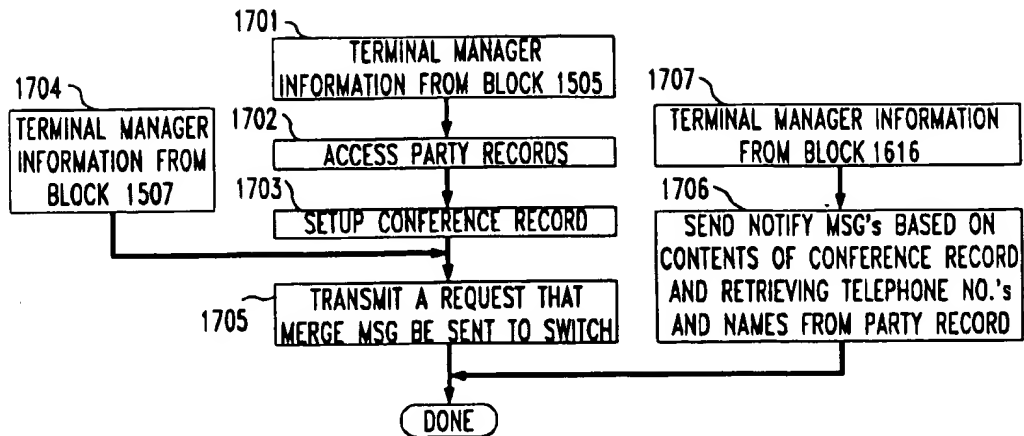 1701
TERMINAL MANAGER
INFORMATION FROM BLOCK 1505
1704
TERMINAL MANAGER
INFORMATION FROM
BLOCK 1507
1702
ACCESS PARTY RECORDS
1703
SETUP CONFERENCE RECORD
1705
TRANSMIT A REQUEST THAT
MERGE MSG BE SENT TO SWITCH
1707
TERMINAL MANAGER INFORMATION
FROM BLOCK 1616
1706
SEND NOTIFY MSG's BASED ON
CONTENTS OF CONFERENCE RECORD
AND RETRIEVING TELEPHONE NO.'s
AND NAMES FROM PARTY RECORD
DONE